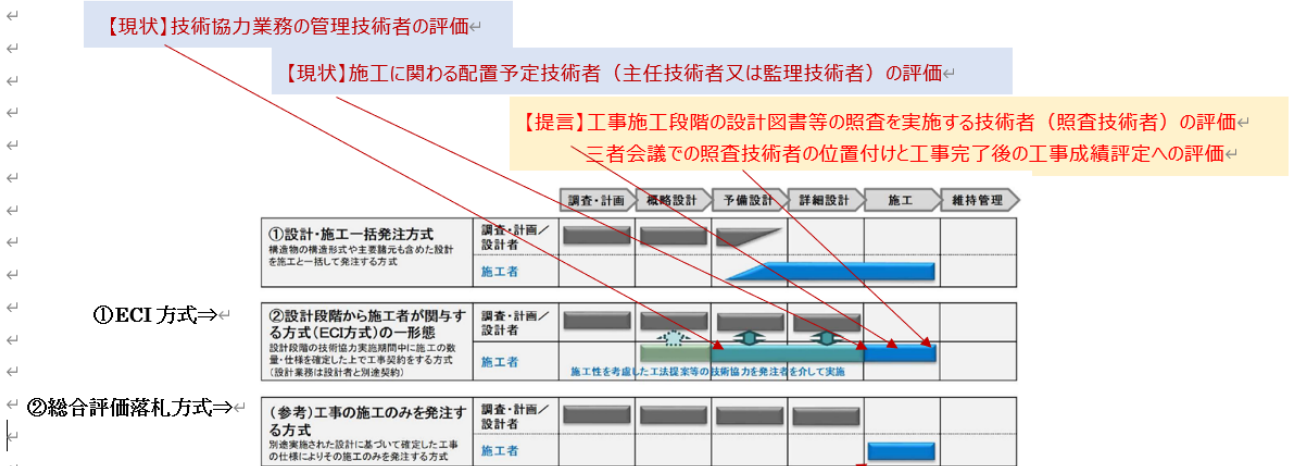 【現状】技術協力業務の管理技術者の評価
【現状】施工に関わる配置予定技術者（主任技術者又は監理技術者）の評価
【提言】工事施工段階の設計図書等の照査を実施する技術者（照査技術者）の評価
三者会議での照査技術者の位置付けと工事完了後の工事成績評定への評価
調査・計画 概略設計 予備設計 詳細設計 施工 維持管理
①設計・施工一括発注方式
構造物の構造形式や主要諸元も含めた設計
を施工と一括して発注する方式
調査・計画／
設計者
施工者
①ECI 方式⇒
②設計段階から施工者が関与す
る方式(ECI方式)の一形態
設計段階の技術協力実施期間中に施工の数
量・仕様を確定した上で工事契約をする方式
（設計業務は設計者と別途契約）
調査・計画／
設計者
施工者
施工性を考慮した工法提案等の技術協力を発注者を介して実施
②総合評価落札方式⇒
（参考）工事の施工のみを発注す
る方式
別途実施された設計に基づいて確定した工事
の仕様によりその施工のみを発注する方式
調査・計画／
設計者
施工者